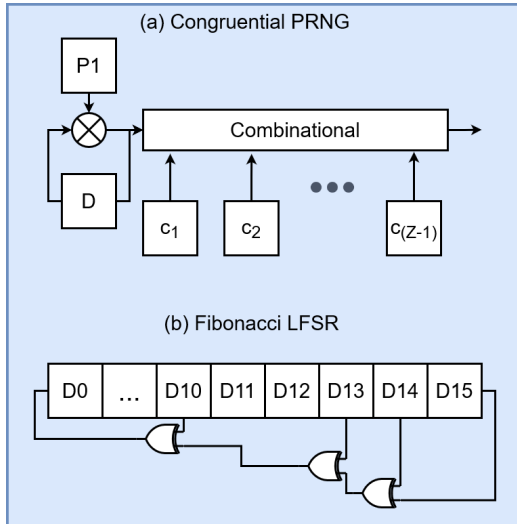 (a) Congruential PRNG
P1
Combinational
D
c1 c2 c(Z-1)
(b) Fibonacci LFSR
D0 ... D10 D11 D12 D13 D14 D15